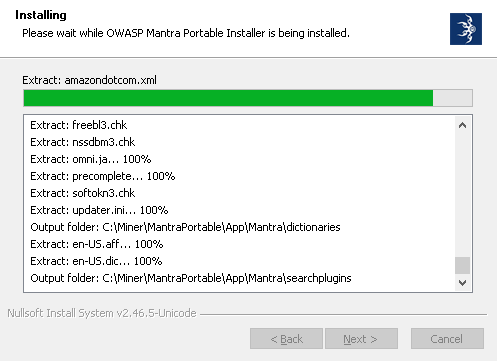 Installing
Please wait while OWASP Mantra Portable Installer is being installed.
Extract: amazondotcom.xml
Extract: freebl3.chk
Extract: nssdbm3.chk
Extract: omni.ja... 100%
Extract: precomplete... 100%
Extract: softokn3.chk
Extract: updater.ini... 100%
Output folder: C:\Miner\MantraPortable\App\Mantra\dictionaries
Extract: en-US.aff... 100%
Extract: en-US.dic... 100%
Output folder: C:\Miner\MantraPortable\App\Mantra\searchplugins
Nullsoft Install System v2.46.5-Unicode
< Back Next > Cancel